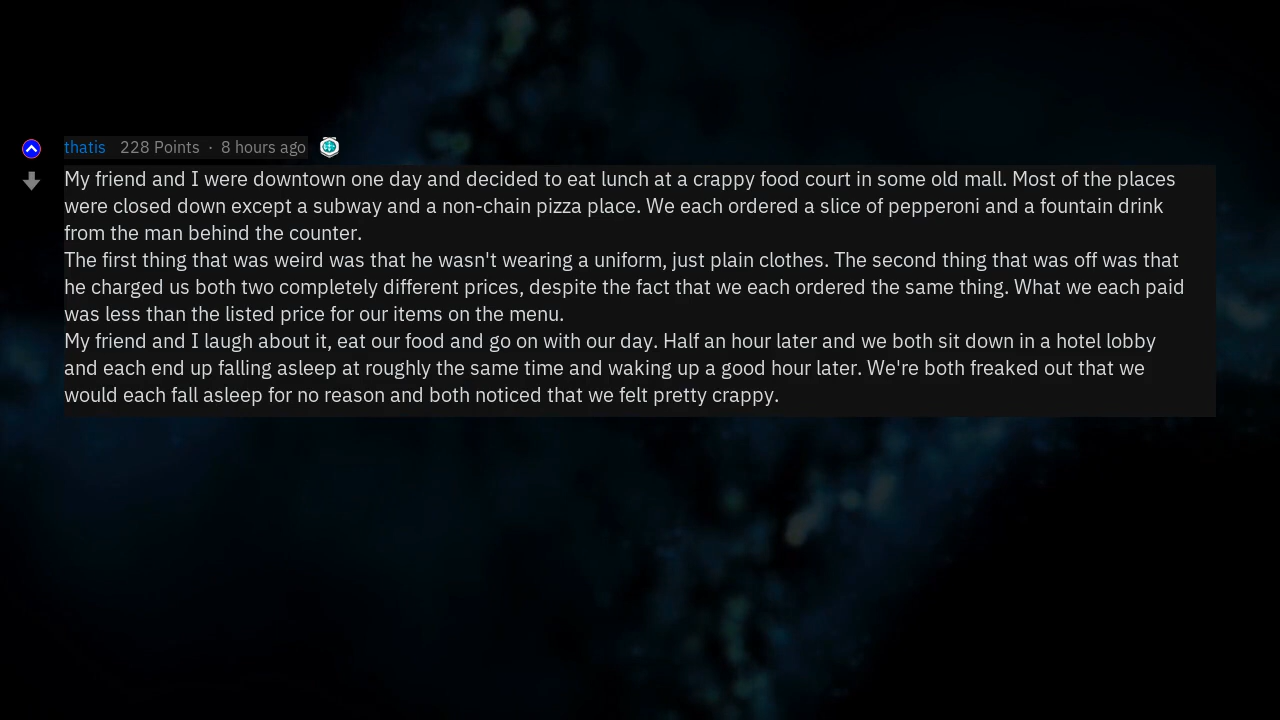 thatis 228 Points · 8 hours ago
My friend and I were downtown one day and decided to eat lunch at a crappy food court in some old mall. Most of the places
were closed down except a subway and a non-chain pizza place. We each ordered a slice of pepperoni and a fountain drink
from the man behind the counter.
The first thing that was weird was that he wasn't wearing a uniform, just plain clothes. The second thing that was off was that
he charged us both two completely different prices, despite the fact that we each ordered the same thing. What we each paid
was less than the listed price for our items on the menu.
My friend and I laugh about it, eat our food and go on with our day. Half an hour later and we both sit down in a hotel lobby
and each end up falling asleep at roughly the same time and waking up a good hour later. We're both freaked out that we
would each fall asleep for no reason and both noticed that we felt pretty crappy.